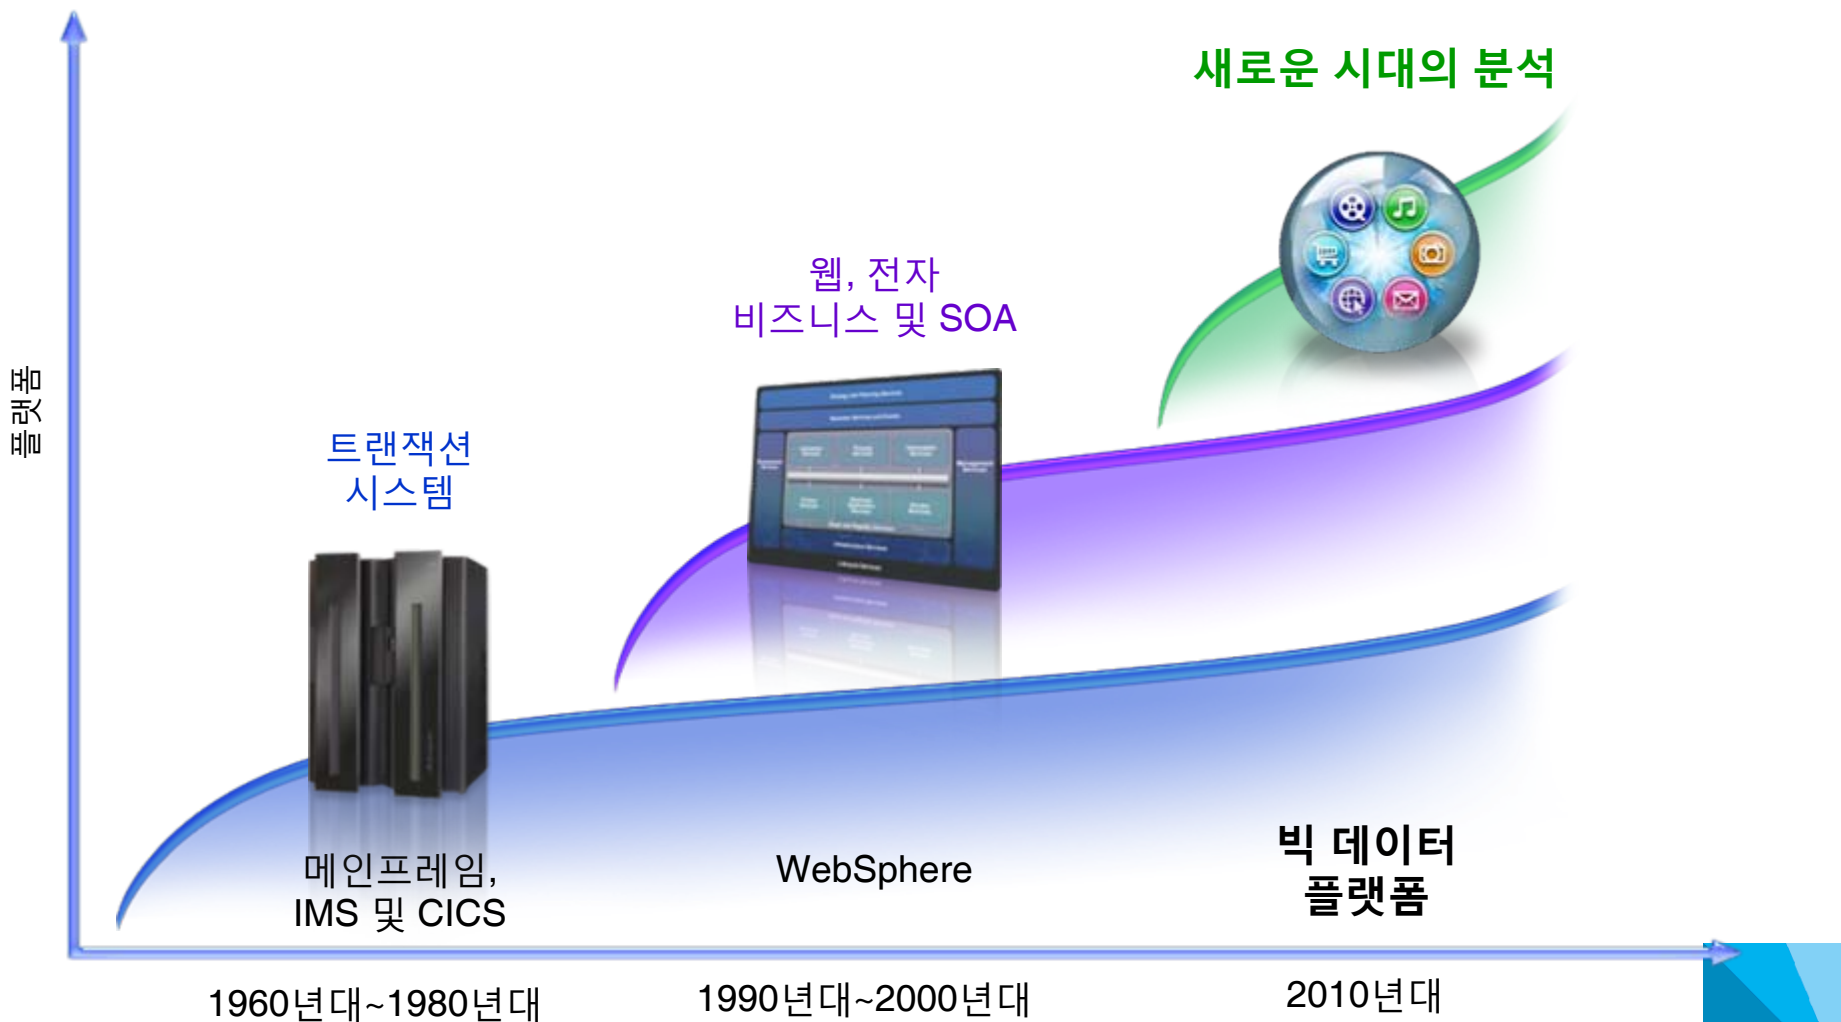 새로운 시대의 분석
웹, 전자
비즈니스 및 SOA
플랫폼
트랜잭션
시스템
메인프레임,
IMS 및 CICS
WebSphere
빅 데이터
플랫폼
1960년대~1980년대
1990년대~2000년대
2010년대